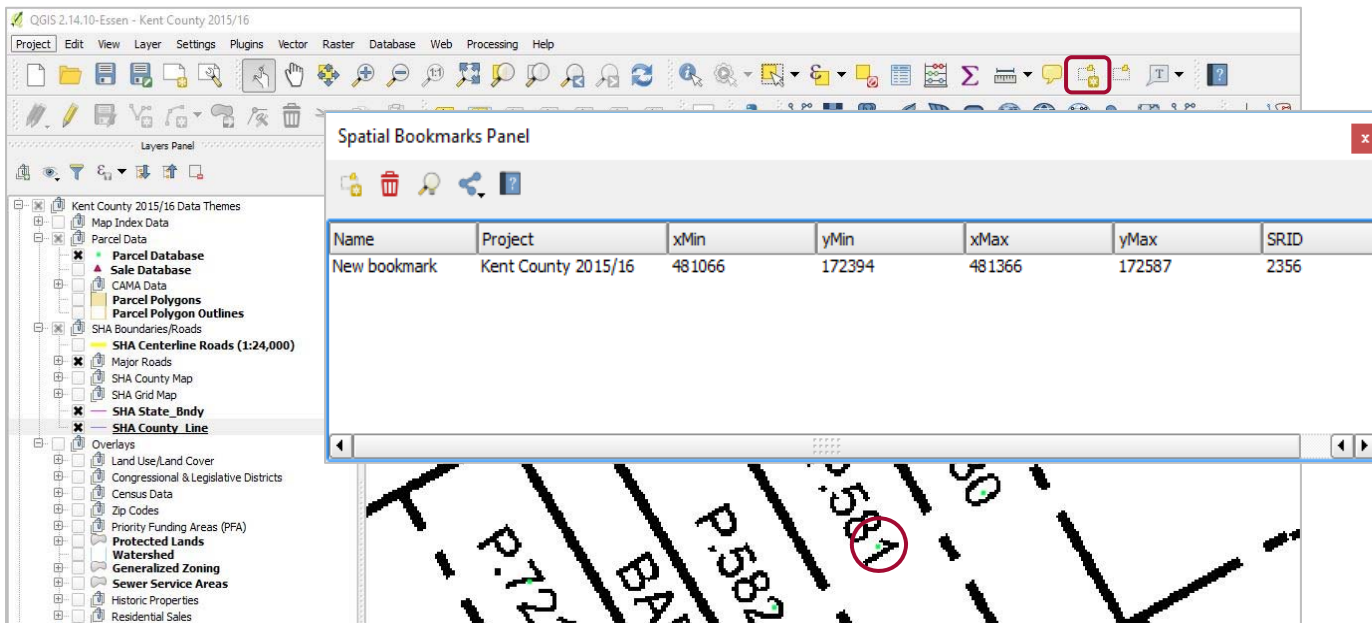 QGIS 2.14.10-Essen - Kent County 2015/16
Project Edit View Layer Settings Plugins Vector Raster Database Web Processing Help
Layers Panel
Spatial Bookmarks Panel
x
Name Project xMin yMin xMax yMax SRID
New bookmark Kent County 2015/16 481066 172394 481366 172587 2356
Kent County 2015/16 Data Themes
Map Index Data
Parcel Data
Parcel Database
Sale Database
CAMA Data
Parcel Polygons
Parcel Polygon Outlines
SHA Boundaries/Roads
SHA Centerline Roads (1:24,000)
Major Roads
SHA County Map
SHA Grid Map
SHA State_Bndy
SHA County_Line
Overlays
Land Use/Land Cover
Congressional & Legislative Districts
Census Data
Zip Codes
Priority Funding Areas (PFA)
Protected Lands
Watershed
Generalized Zoning
Sewer Service Areas
Historic Properties
Residential Sales
P.582
P.581